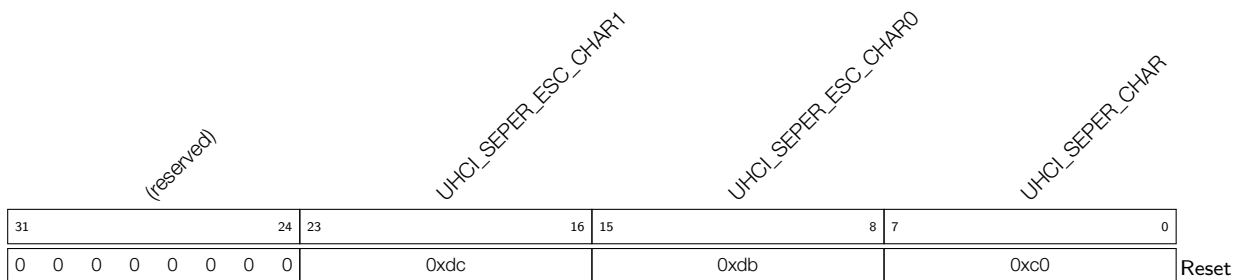 (reserved)
UHCI_SEPER_ESC_CHAR1
UHCI_SEPER_ESC_CHAR0
UHCI_SEPER_CHAR
31 24 23 16 15 8 7 0
0 0 0 0 0 0 0 0 0xdc 0xdb 0xc0 Reset